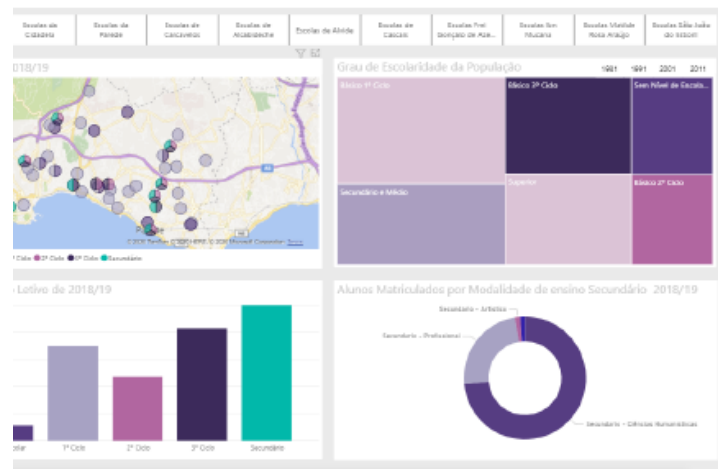 Escolas da Cidadela
Escolas de Parede
Escolas de Carcavelos
Escolas de Alcabideche
Escolas de Alvide
Escolas de Cascais
Escolas Frei Gonçalo de Aze...
Escolas Ibn Mucana
Escolas Matilde Rosa Araújo
Escolas São João do Estoril
2018/19
Grau de Escolaridade da População
1981 1991 2001 2011
Básico 1º Ciclo
Básico 3º Ciclo
Sem Nível de Escola...
Secundário e Médio
Superior
Básico 2º Ciclo
º Ciclo 2º Ciclo 3º Ciclo Secundário
Letivo de 2018/19
olar
1º Ciclo
2º Ciclo
3º Ciclo
Secundário
Alunos Matriculados por Modalidade de ensino Secundário 2018/19
Secundário - Artístico
Secundário - Profissional
Secundário - Ciências Humanísticas